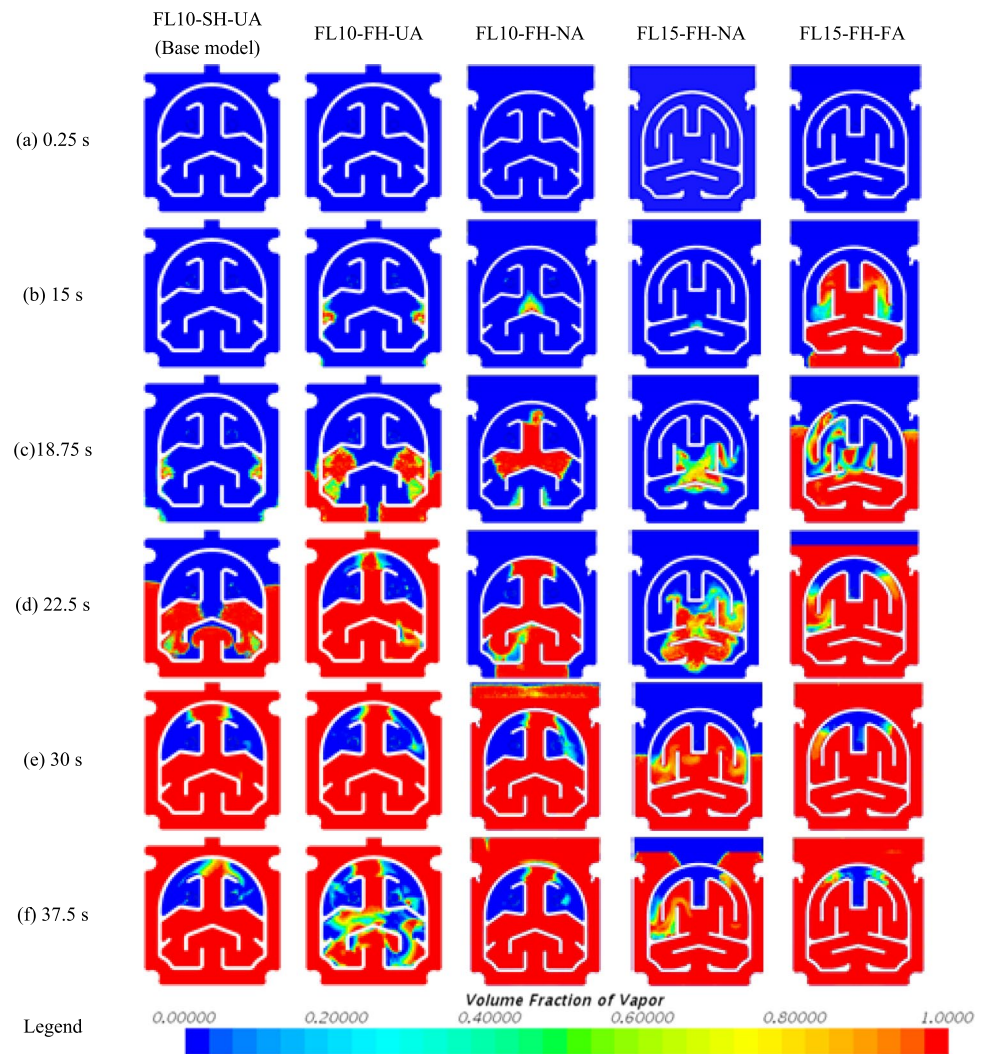 FL10-SH-UA
(Base model)
FL10-FH-UA
FL10-FH-NA
FL15-FH-NA
FL15-FH-FA
(a) 0.25 s
(b) 15 s
(c)18.75 s
(d) 22.5 s
(e) 30 s
(f) 37.5 s
Volume Fraction of Vapor
Legend
0.00000 0.20000 0.40000 0.60000 0.80000 1.0000